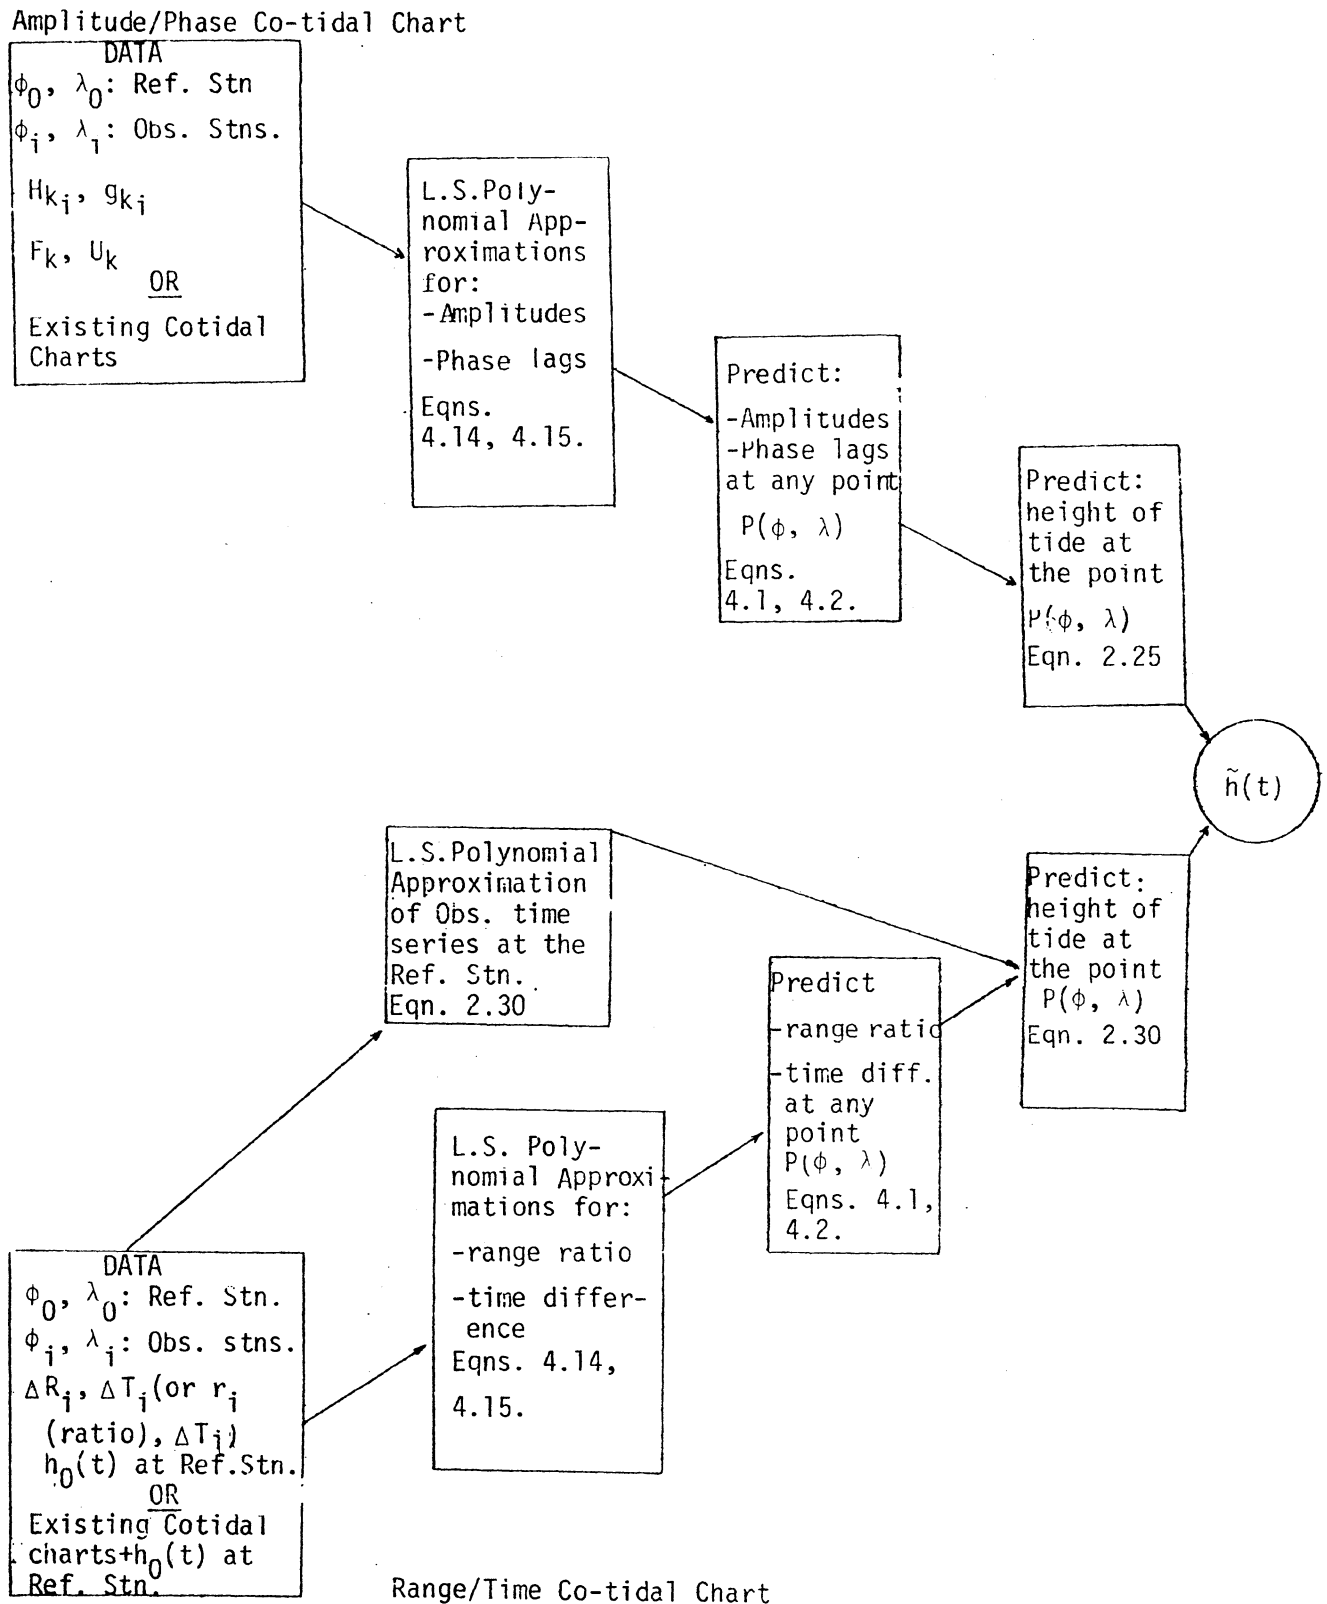 Amplitude/Phase Co-tidal Chart
DATA
ϕ0, λ0: Ref. Stn
ϕi, λi: Obs. Stns.
Hki, gki
Fk, Uk
OR
Existing Cotidal
Charts
L.S.Poly-
nomial App-
roximations
for:
-Amplitudes
-Phase lags
Eqns.
4.14, 4.15.
Predict:
-Amplitudes
-Phase lags
at any point
P(ϕ, λ)
Eqns.
4.1, 4.2.
Predict:
height of
tide at
the point
P(ϕ, λ)
Eqn. 2.25
h̃(t)
L.S.Polynomial
Approximation
of Obs. time
series at the
Ref. Stn.
Eqn. 2.30
Predict:
height of
tide at
the point
P(ϕ, λ)
Eqn. 2.30
Predict
-range ratio
-time diff.
at any
point
P(ϕ, λ)
Eqns. 4.1,
4.2.
L.S. Poly-
nomial Approxi-
mations for:
-range ratio
-time differ-
ence
Eqns. 4.14,
4.15.
DATA
ϕ0, λ0: Ref. Stn.
ϕi, λi: Obs. stns.
ΔRi, ΔTi(or ri
(ratio), ΔTi)
h0(t) at Ref.Stn.
OR
Existing Cotidal
charts+h0(t) at
Ref. Stn.
Range/Time Co-tidal Chart